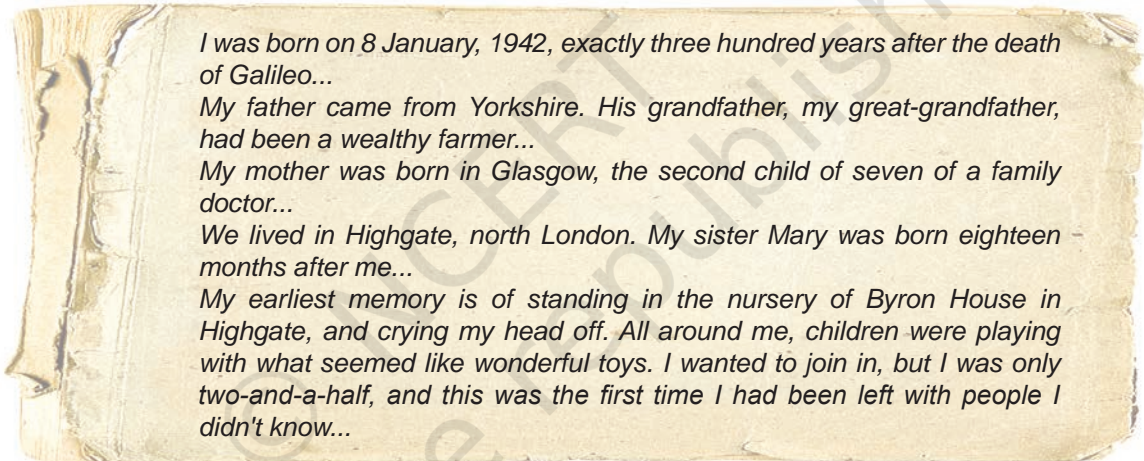 I was born on 8 January, 1942, exactly three hundred years after the death
of Galileo...
My father came from Yorkshire. His grandfather, my great-grandfather,
had been a wealthy farmer...
My mother was born in Glasgow, the second child of seven of a family
doctor...
We lived in Highgate, north London. My sister Mary was born eighteen
months after me...
My earliest memory is of standing in the nursery of Byron House in
Highgate, and crying my head off. All around me, children were playing
with what seemed like wonderful toys. I wanted to join in, but I was only
two-and-a-half, and this was the first time I had been left with people I
didn't know...
© NCERT
e republish